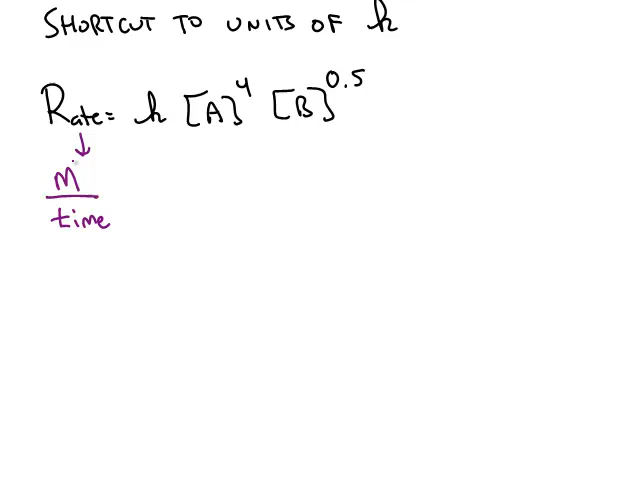 SHORTCUT TO UNITS OF k
Rate = k [A]^4 [B]^0.5
↓
M
time